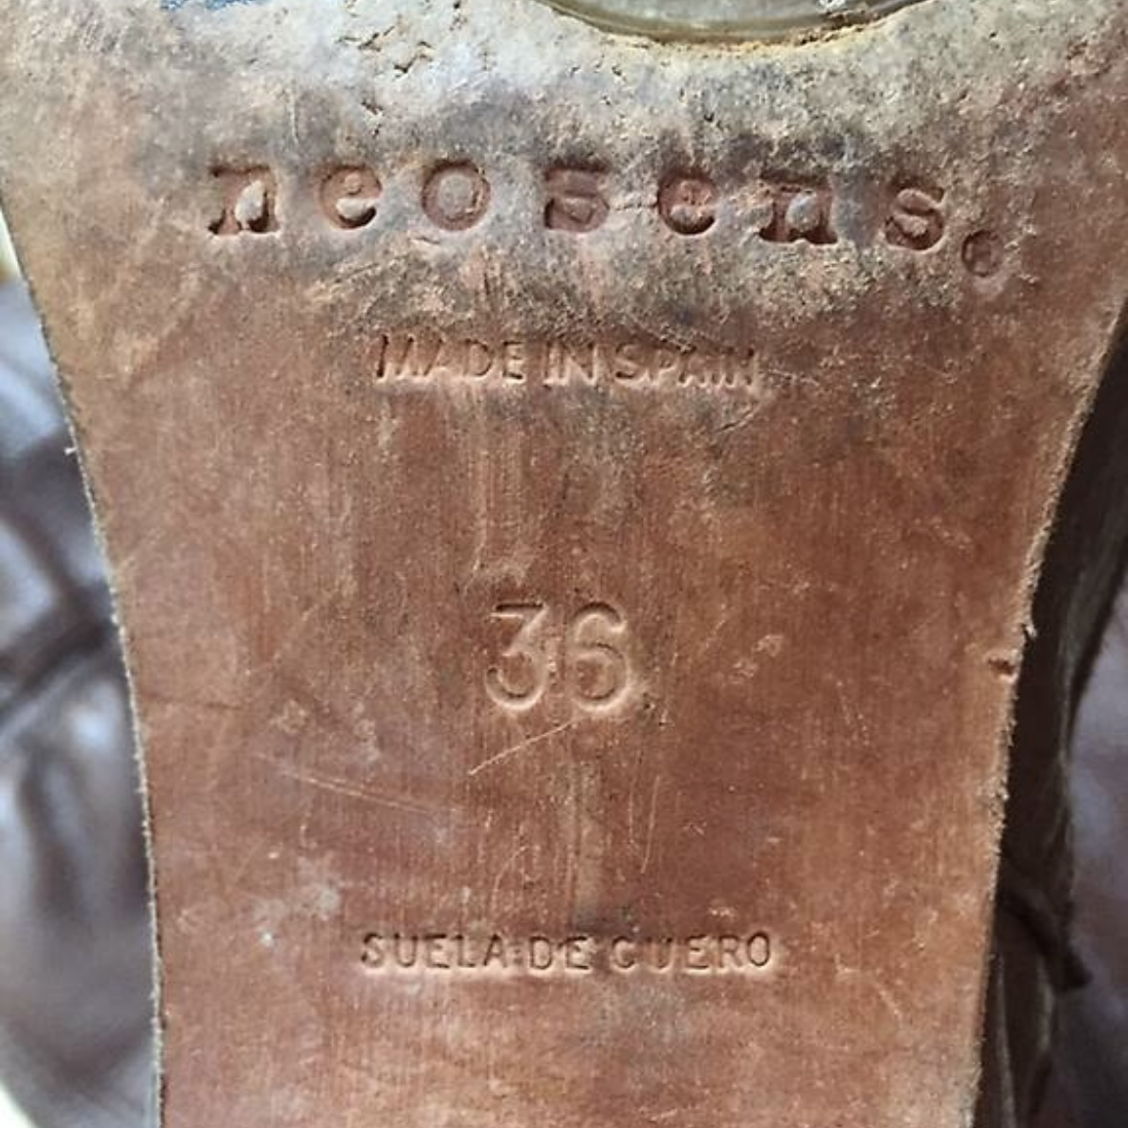 neosens.
MADE IN SPAIN
36
SUELA DE CUERO